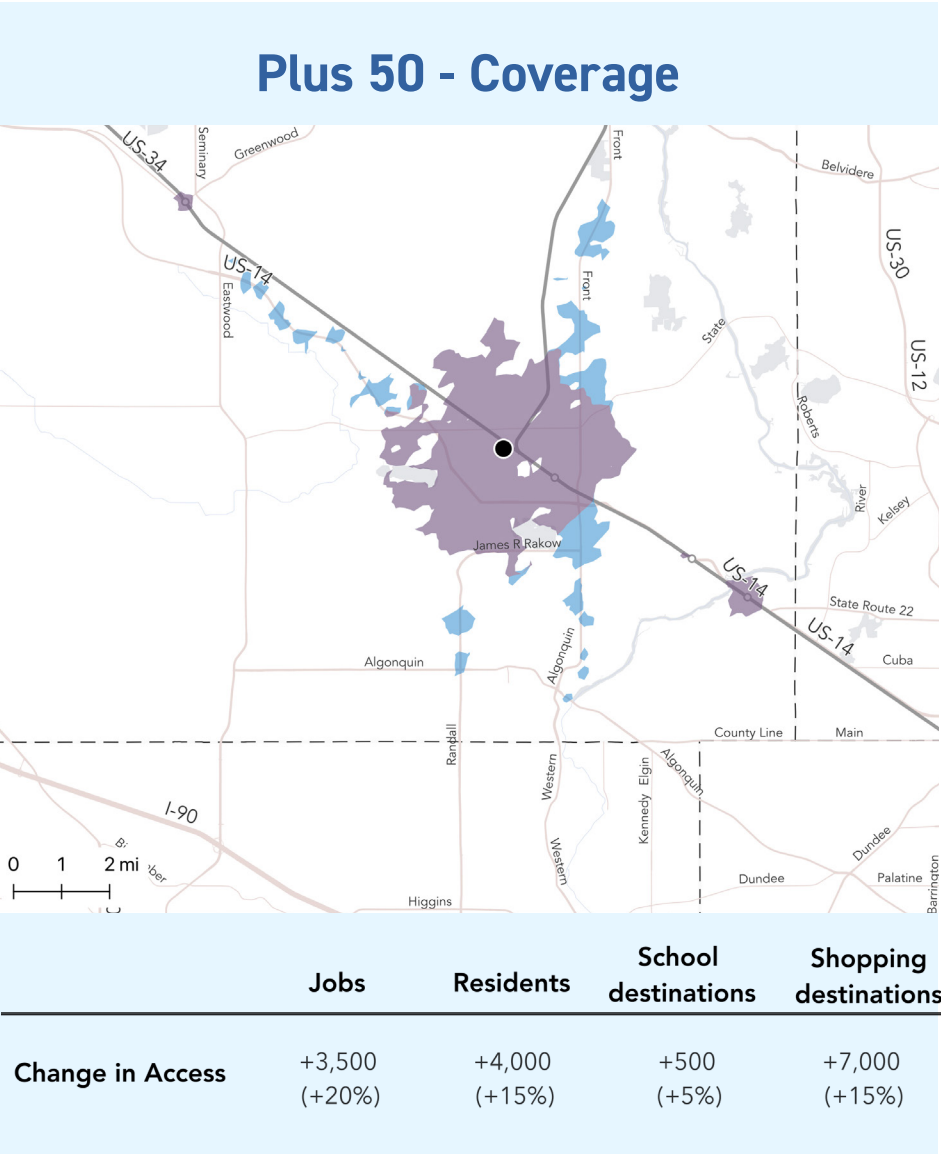 Plus 50 - Coverage
US-34
Seminary
Greenwood
Front
Belvidere
US-30
US-14
Eastwood
Front
State
US-12
Roberts
River
Kelsey
James R Rakow
US-14
State Route 22
US-14
Algonquin
Algonquin
Cuba
Randall
County Line
Main
Western
Kennedy
Elgin
Algonquin
I-90
Western
Dundee
Dundee
Palatine
Barrington
Higgins
0 1 2 mi
Jobs
Residents
School
destinations
Shopping
destinations
Change in Access
+3,500
(+20%)
+4,000
(+15%)
+500
(+5%)
+7,000
(+15%)